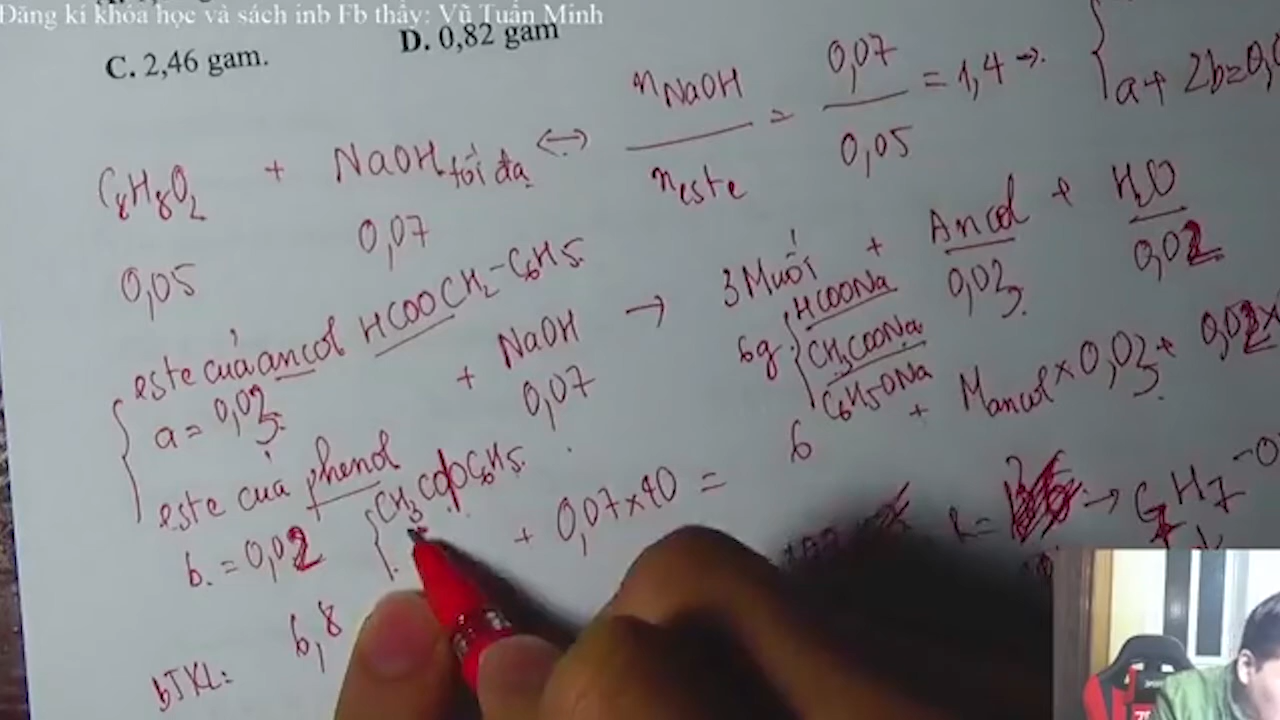 Đăng kí khóa học và sách inb Fb thầy: Vũ Tuấn Minh
C. 2,46 gam.
D. 0,82 gam
nNaOH / neste = 0,07 / 0,05 = 1,4 →
a + 2b = 0,0
C8H8O2 + NaOH tối đa ⟷
0,05 0,07
3 Muối + Ancol + H2O
0,03 0,02
este của ancol HCOOCH2-C6H5
a = 0,03
+ NaOH →
0,07
6g { HCOONa
CH3COONa
C6H5ONa
este của phenol
b = 0,02
{ CH3COOC6H5
BTKL: 6,8 + 0,07×40 = 6 + Mancol × 0,03 + 0,02×
R = → C7H7-O